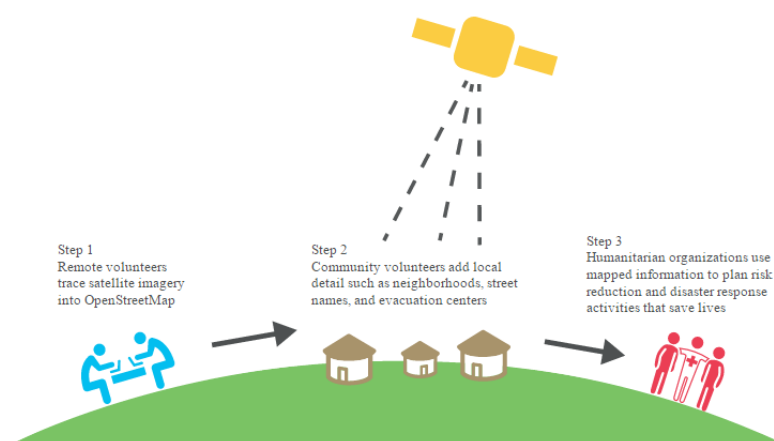 Step 1
Remote volunteers
trace satellite imagery
into OpenStreetMap
Step 2
Community volunteers add local
detail such as neighborhoods, street
names, and evacuation centers
Step 3
Humanitarian organizations use
mapped information to plan risk
reduction and disaster response
activities that save lives